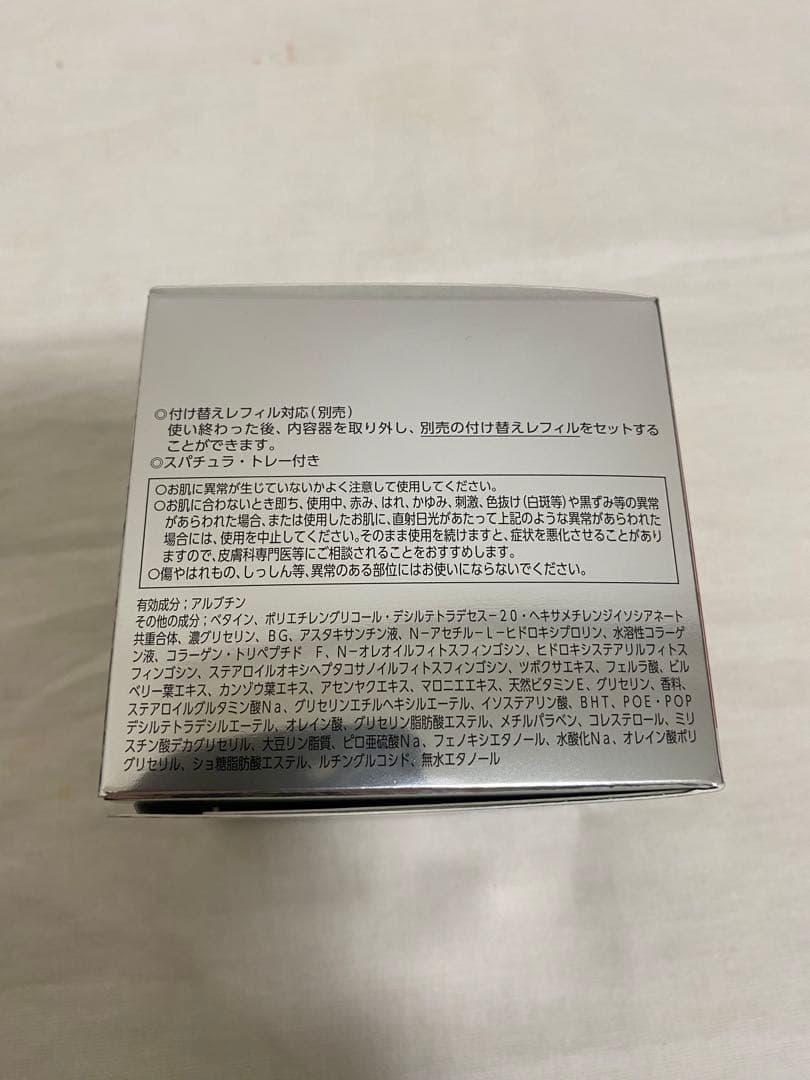 ◎付け替えレフィル対応(別売)
使い終わった後、内容器を取り外し、別売の付け替えレフィルをセットする
ことができます。
◎スパチュラ・トレー付き
○お肌に異常が生じていないかよく注意して使用してください。
○お肌に合わないとき即ち、使用中、赤み、はれ、かゆみ、刺激、色抜け(白斑等)や黒ずみ等の異常
があらわれた場合、または使用したお肌に、直射日光があたって上記のような異常があらわれた
場合には、使用を中止してください。そのまま使用を続けますと、症状を悪化させることがあり
ますので、皮膚科専門医等にご相談されることをおすすめします。
○傷やはれもの、しっしん等、異常のある部位にはお使いにならないでください。
有効成分;アルブチン
その他の成分;ベタイン、ポリエチレングリコール・デシルテトラデセス-20・ヘキサメチレンジイソシアネート
共重合体、濃グリセリン、BG、アスタキサンチン液、N-アセチル-L-ヒドロキシプロリン、水溶性コラーゲ
ン液、コラーゲン・トリペプチド F、N-オレオイルフィトスフィンゴシン、ヒドロキシステアリルフィトス
フィンゴシン、ステアロイルオキシヘプタコサノイルフィトスフィンゴシン、ツボクサエキス、フェルラ酸、ビル
ベリー葉エキス、カンゾウ葉エキス、アセンヤクエキス、マロニエエキス、天然ビタミンE、グリセリン、香料、
ステアロイルグルタミン酸Na、グリセリンエチルヘキシルエーテル、イソステアリン酸、BHT、POE・POP
デシルテトラデシルエーテル、オレイン酸、グリセリン脂肪酸エステル、メチルパラベン、コレステロール、ミリ
スチン酸デカグリセリル、大豆リン脂質、ピロ亜硫酸Na、フェノキシエタノール、水酸化Na、オレイン酸ポリ
グリセリル、ショ糖脂肪酸エステル、ルチングルコシド、無水エタノール